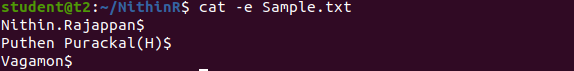 student@t2:~/NithinR$ cat -e Sample.txt
Nithin.Rajappan$
Puthen Purackal(H)$
Vagamon$